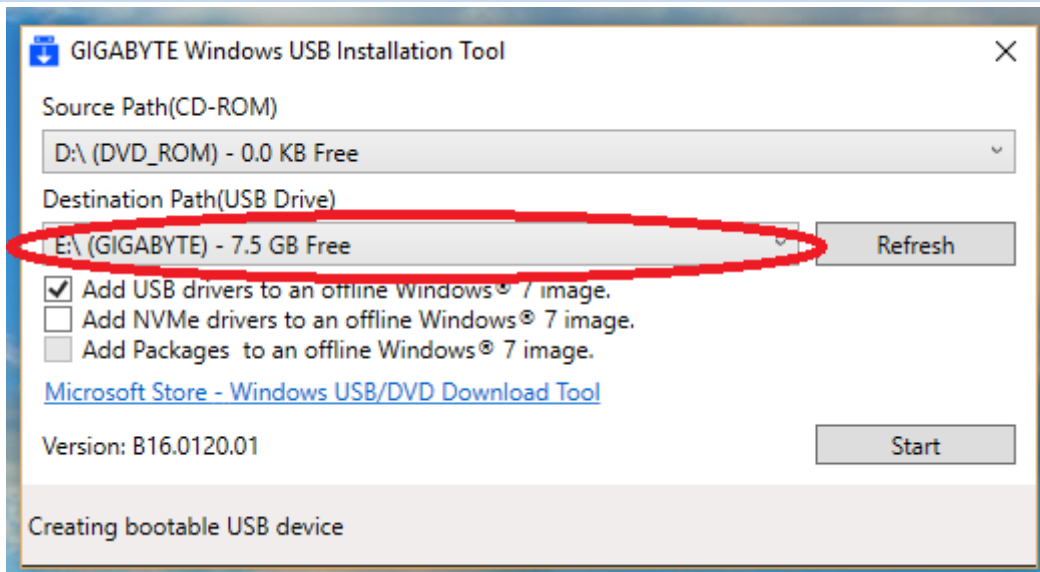 GIGABYTE Windows USB Installation Tool
Source Path(CD-ROM)
D:\ (DVD_ROM) - 0.0 KB Free
Destination Path(USB Drive)
E:\ (GIGABYTE) - 7.5 GB Free
Refresh
Add USB drivers to an offline Windows® 7 image.
Add NVMe drivers to an offline Windows® 7 image.
Add Packages  to an offline Windows® 7 image.
Microsoft Store - Windows USB/DVD Download Tool
Version: B16.0120.01
Start
Creating bootable USB device